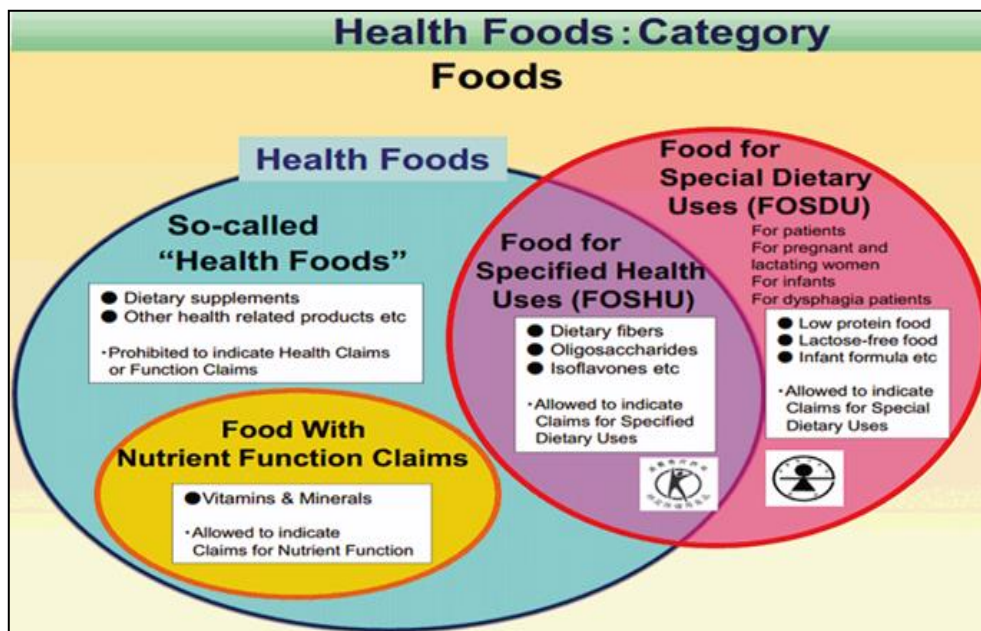 Health Foods : Category
Foods
Health Foods
So-called
"Health Foods"
● Dietary supplements
● Other health related products etc
・Prohibited to indicate Health Claims
or Function Claims
Food With
Nutrient Function Claims
●Vitamins & Minerals
・Allowed to indicate
Claims for Nutrient Function
Food for
Specified Health
Uses (FOSHU)
● Dietary fibers
● Oligosaccharides
● Isoflavones etc
・Allowed to indicate
Claims for Specified
Dietary Uses
Food for
Special Dietary
Uses (FOSDU)
For patients
For pregnant and
lactating women
For infants
For dysphagia patients
● Low protein food
● Lactose-free food
● Infant formula etc
・Allowed to indicate
Claims for Special
Dietary Uses